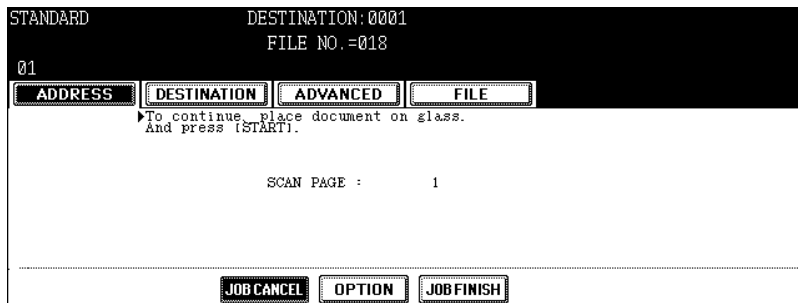 STANDARD DESTINATION:0001
FILE NO.=018
01
ADDRESS DESTINATION ADVANCED FILE
▶To continue, place document on glass.
And press [START].
SCAN PAGE : 1
JOB CANCEL OPTION JOB FINISH